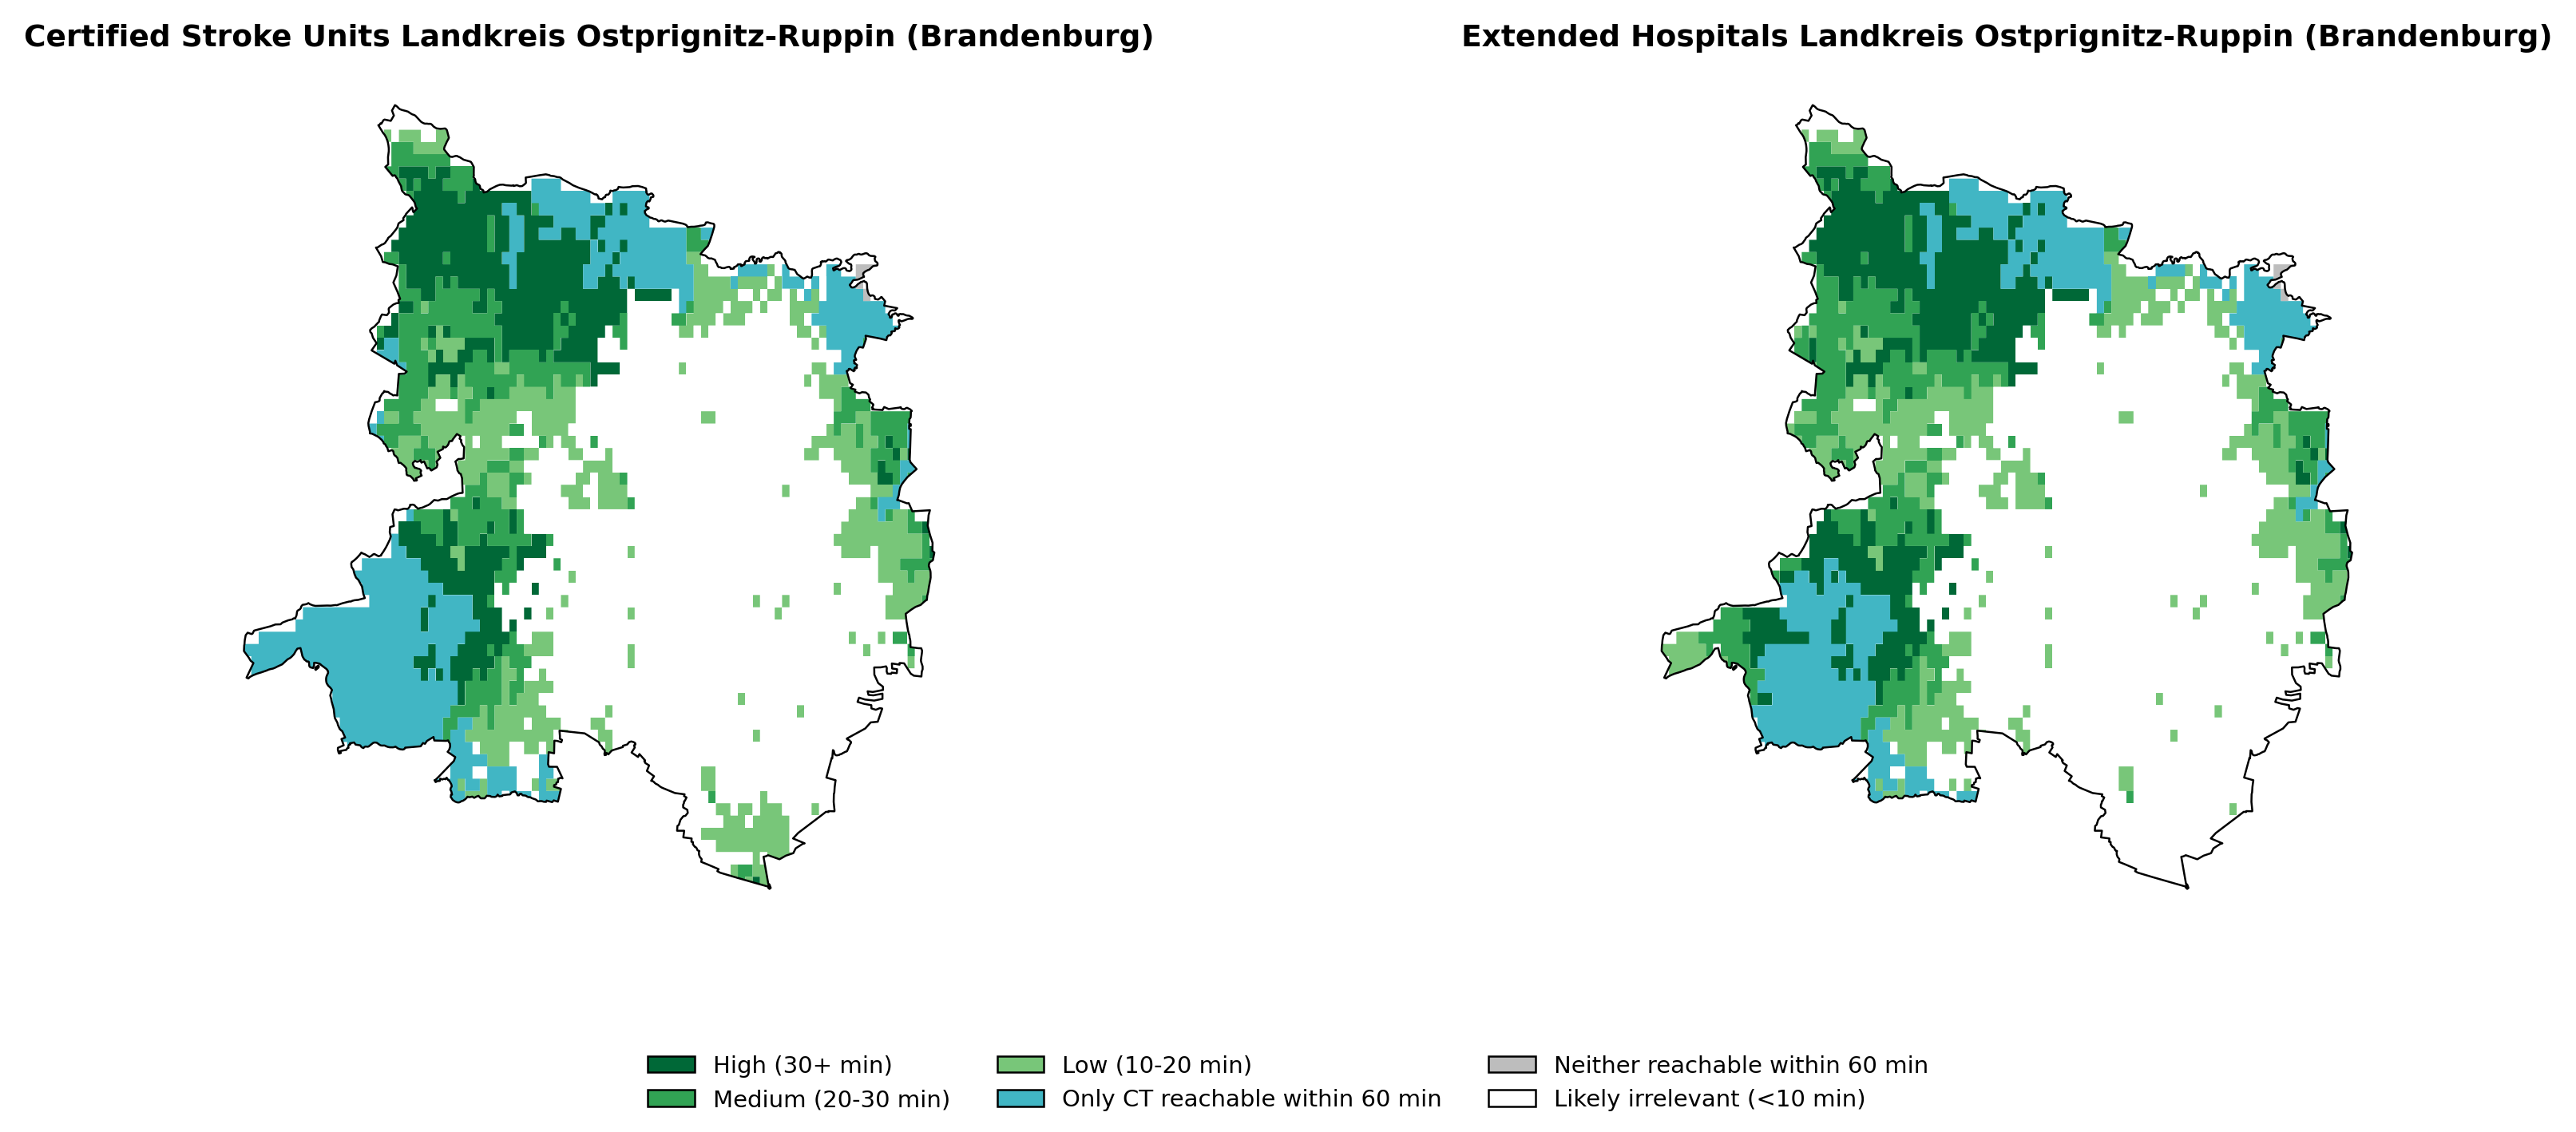 Certified Stroke Units Landkreis Ostprignitz-Ruppin (Brandenburg)
Extended Hospitals Landkreis Ostprignitz-Ruppin (Brandenburg)
High (30+ min)
Medium (20-30 min)
Low (10-20 min)
Only CT reachable within 60 min
Neither reachable within 60 min
Likely irrelevant (<10 min)